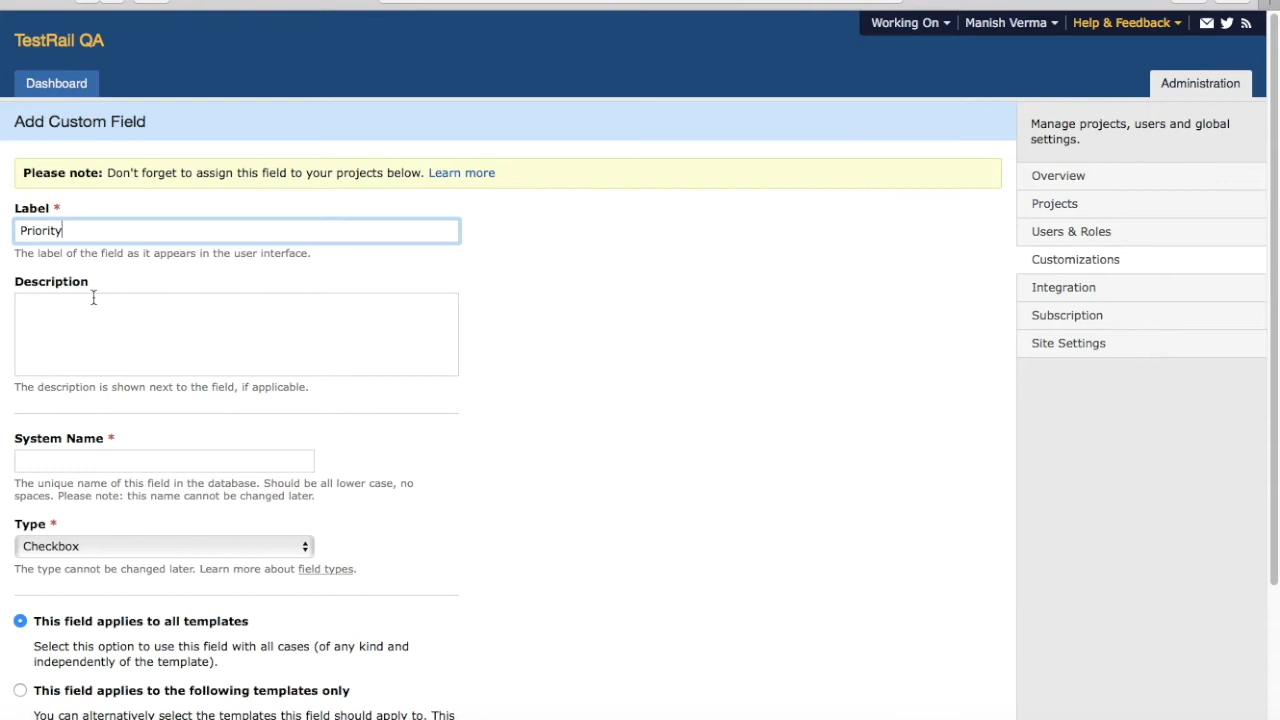 Working On
Manish Verma
Help & Feedback
TestRail QA
Dashboard
Administration
Add Custom Field
Please note: Don't forget to assign this field to your projects below. Learn more
Label *
Priority
The label of the field as it appears in the user interface.
Description
The description is shown next to the field, if applicable.
System Name *
The unique name of this field in the database. Should be all lower case, no
spaces. Please note: this name cannot be changed later.
Type *
Checkbox
The type cannot be changed later. Learn more about field types.
This field applies to all templates
Select this option to use this field with all cases (of any kind and
independently of the template).
This field applies to the following templates only
You can alternatively select the templates this field should apply to. This
Manage projects, users and global
settings.
Overview
Projects
Users & Roles
Customizations
Integration
Subscription
Site Settings